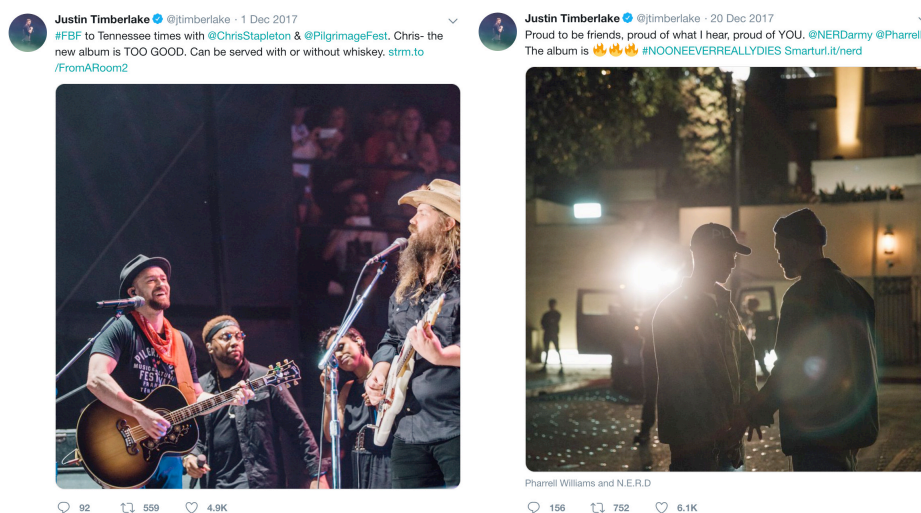 Justin Timberlake @jtimberlake · 1 Dec 2017
#FBF to Tennessee times with @ChrisStapleton & @PilgrimageFest. Chris- the
new album is TOO GOOD. Can be served with or without whiskey. strm.to
/FromARoom2
PILGRIMAGE
MUSIC
FESTIVAL
92 559 4.9K
Justin Timberlake @jtimberlake · 20 Dec 2017
Proud to be friends, proud of what I hear, proud of YOU. @NERDarmy @Pharrell
The album is 🔥🔥🔥 #NOONEEVERREALLYDIES Smarturl.it/nerd
Pharrell Williams and N.E.R.D
156 752 6.1K